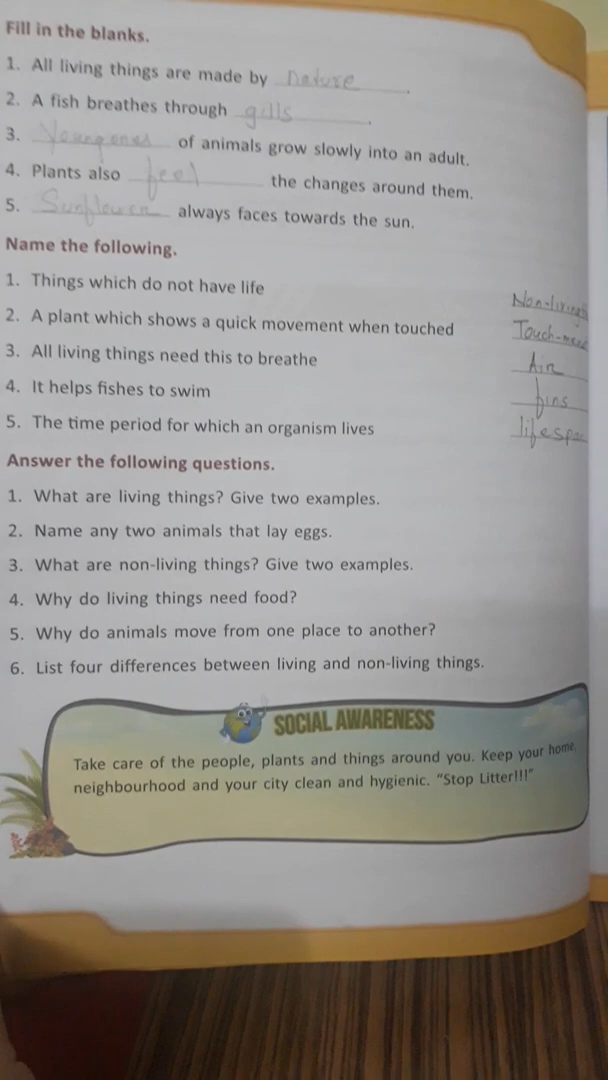 Fill in the blanks.
1. All living things are made by nature.
2. A fish breathes through gills.
3. Young ones of animals grow slowly into an adult.
4. Plants also feel the changes around them.
5. Sunflower always faces towards the sun.
Name the following.
1. Things which do not have life Non-living
2. A plant which shows a quick movement when touched Touch-me
3. All living things need this to breathe Air
4. It helps fishes to swim fins
5. The time period for which an organism lives lifespan
Answer the following questions.
1. What are living things? Give two examples.
2. Name any two animals that lay eggs.
3. What are non-living things? Give two examples.
4. Why do living things need food?
5. Why do animals move from one place to another?
6. List four differences between living and non-living things.
SOCIAL AWARENESS
Take care of the people, plants and things around you. Keep your home,
neighbourhood and your city clean and hygienic. “Stop Litter!!!”